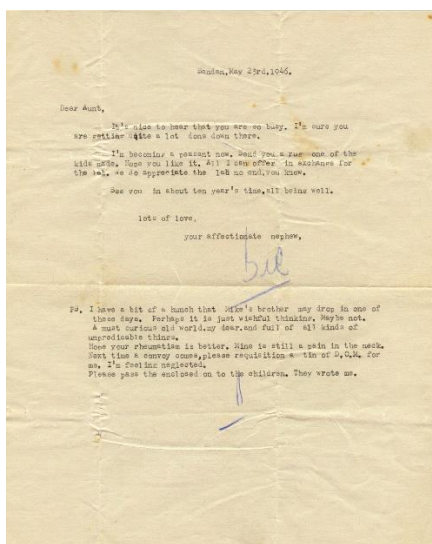 Sandan, May 23rd, 1946.
Dear Aunt,
It's nice to hear that you are so busy. I'm sure you
are getting quite a lot done down there.
I'm becoming a peasant now. Send you a rug one of the
kids made. Hope you like it. All I can offer in exchange for
the We do appreciate the no end, you know.
See you in about ten year's time, all being well.
lots of love,
your affectionate nephew,
PS. I have a bit of a hunch that Mike's brother may drop in one of
these days. Perhaps it is just wishful thinking. Maybe not.
A most curious old world, my dear, and full of all kinds of
unpredicable things.
Hope your rheumatism is better. Mine is still a pain in the neck.
Next time a convoy comes, please requisition a tin of for
me. I'm feeling neglected.
Please pass the enclosed on to the children. They wrote me.